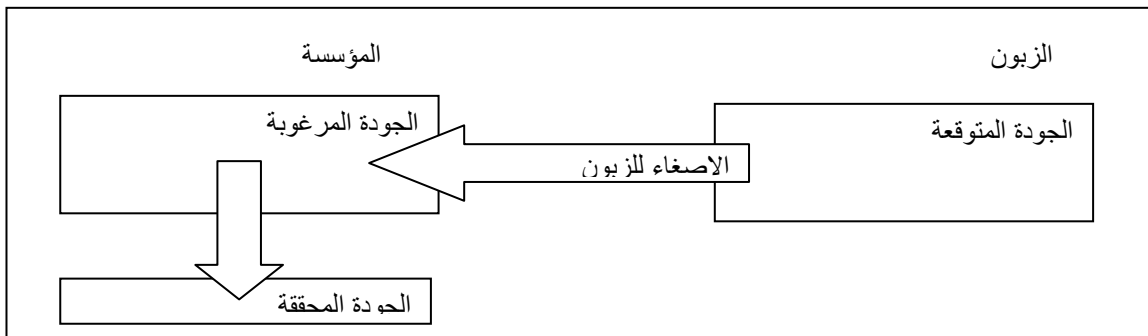 الزبون
المؤسسة
الجودة المتوقعة
الجودة المرغوبة
الاصغاء للزبون
الجودة المحققة